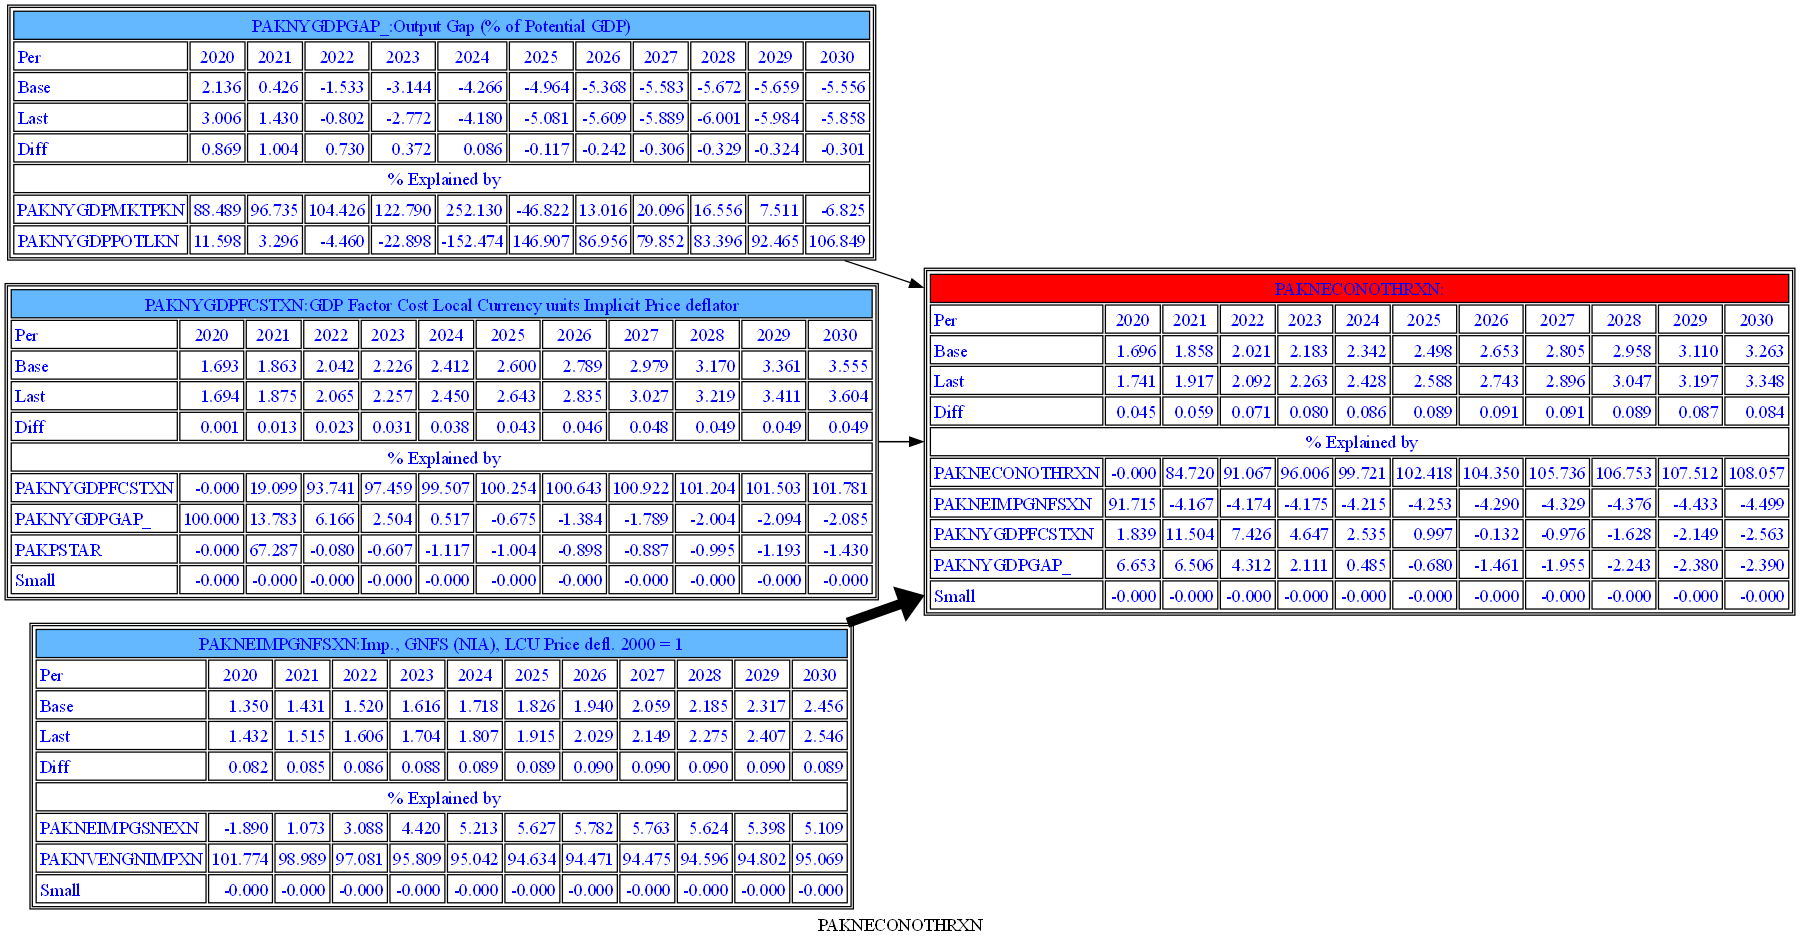 PAKNYGDPGAP_:Output Gap (% of Potential GDP)
Per 2020 2021 2022 2023 2024 2025 2026 2027 2028 2029 2030
Base 2.136 0.426 -1.533 -3.144 -4.266 -4.964 -5.368 -5.583 -5.672 -5.659 -5.556
Last 3.006 1.430 -0.802 -2.772 -4.180 -5.081 -5.609 -5.889 -6.001 -5.984 -5.858
Diff 0.869 1.004 0.730 0.372 0.086 -0.117 -0.242 -0.306 -0.329 -0.324 -0.301
% Explained by
PAKNYGDPMKTPKN 88.489 96.735 104.426 122.790 252.130 -46.822 13.016 20.096 16.556 7.511 -6.825
PAKNYGDPPOTLKN 11.598 3.296 -4.460 -22.898 -152.474 146.907 86.956 79.852 83.396 92.465 106.849
PAKNYGDPFCSTXN:GDP Factor Cost Local Currency units Implicit Price deflator
Per 2020 2021 2022 2023 2024 2025 2026 2027 2028 2029 2030
Base 1.693 1.863 2.042 2.226 2.412 2.600 2.789 2.979 3.170 3.361 3.555
Last 1.694 1.875 2.065 2.257 2.450 2.643 2.835 3.027 3.219 3.411 3.604
Diff 0.001 0.013 0.023 0.031 0.038 0.043 0.046 0.048 0.049 0.049 0.049
% Explained by
PAKNYGDPFCSTXN -0.000 19.099 93.741 97.459 99.507 100.254 100.643 100.922 101.204 101.503 101.781
PAKNYGDPGAP_ 100.000 13.783 6.166 2.504 0.517 -0.675 -1.384 -1.789 -2.004 -2.094 -2.085
PAKPSTAR -0.000 67.287 -0.080 -0.607 -1.117 -1.004 -0.898 -0.887 -0.995 -1.193 -1.430
Small -0.000 -0.000 -0.000 -0.000 -0.000 -0.000 -0.000 -0.000 -0.000 -0.000 -0.000
PAKNEIMPGNFSXN:Imp., GNFS (NIA), LCU Price defl. 2000 = 1
Per 2020 2021 2022 2023 2024 2025 2026 2027 2028 2029 2030
Base 1.350 1.431 1.520 1.616 1.718 1.826 1.940 2.059 2.185 2.317 2.456
Last 1.432 1.515 1.606 1.704 1.807 1.915 2.029 2.149 2.275 2.407 2.546
Diff 0.082 0.085 0.086 0.088 0.089 0.089 0.090 0.090 0.090 0.090 0.089
% Explained by
PAKNEIMPGSNEXN -1.890 1.073 3.088 4.420 5.213 5.627 5.782 5.763 5.624 5.398 5.109
PAKNVENGNIMPXN 101.774 98.989 97.081 95.809 95.042 94.634 94.471 94.475 94.596 94.802 95.069
Small -0.000 -0.000 -0.000 -0.000 -0.000 -0.000 -0.000 -0.000 -0.000 -0.000 -0.000
PAKNECONOTHRXN:
Per 2020 2021 2022 2023 2024 2025 2026 2027 2028 2029 2030
Base 1.696 1.858 2.021 2.183 2.342 2.498 2.653 2.805 2.958 3.110 3.263
Last 1.741 1.917 2.092 2.263 2.428 2.588 2.743 2.896 3.047 3.197 3.348
Diff 0.045 0.059 0.071 0.080 0.086 0.089 0.091 0.091 0.089 0.087 0.084
% Explained by
PAKNECONOTHRXN -0.000 84.720 91.067 96.006 99.721 102.418 104.350 105.736 106.753 107.512 108.057
PAKNEIMPGNFSXN 91.715 -4.167 -4.174 -4.175 -4.215 -4.253 -4.290 -4.329 -4.376 -4.433 -4.499
PAKNYGDPFCSTXN 1.839 11.504 7.426 4.647 2.535 0.997 -0.132 -0.976 -1.628 -2.149 -2.563
PAKNYGDPGAP_ 6.653 6.506 4.312 2.111 0.485 -0.680 -1.461 -1.955 -2.243 -2.380 -2.390
Small -0.000 -0.000 -0.000 -0.000 -0.000 -0.000 -0.000 -0.000 -0.000 -0.000 -0.000
PAKNECONOTHRXN